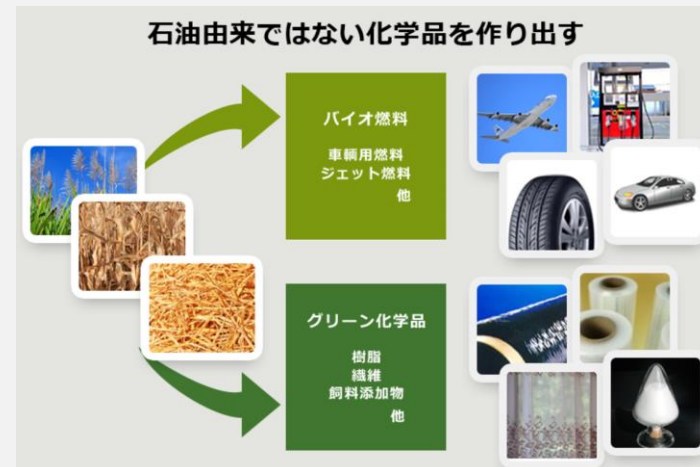 石油由来ではない化学品を作り出す
バイオ燃料
車輌用燃料
ジェット燃料
他
グリーン化学品
樹脂
繊維
飼料添加物
他